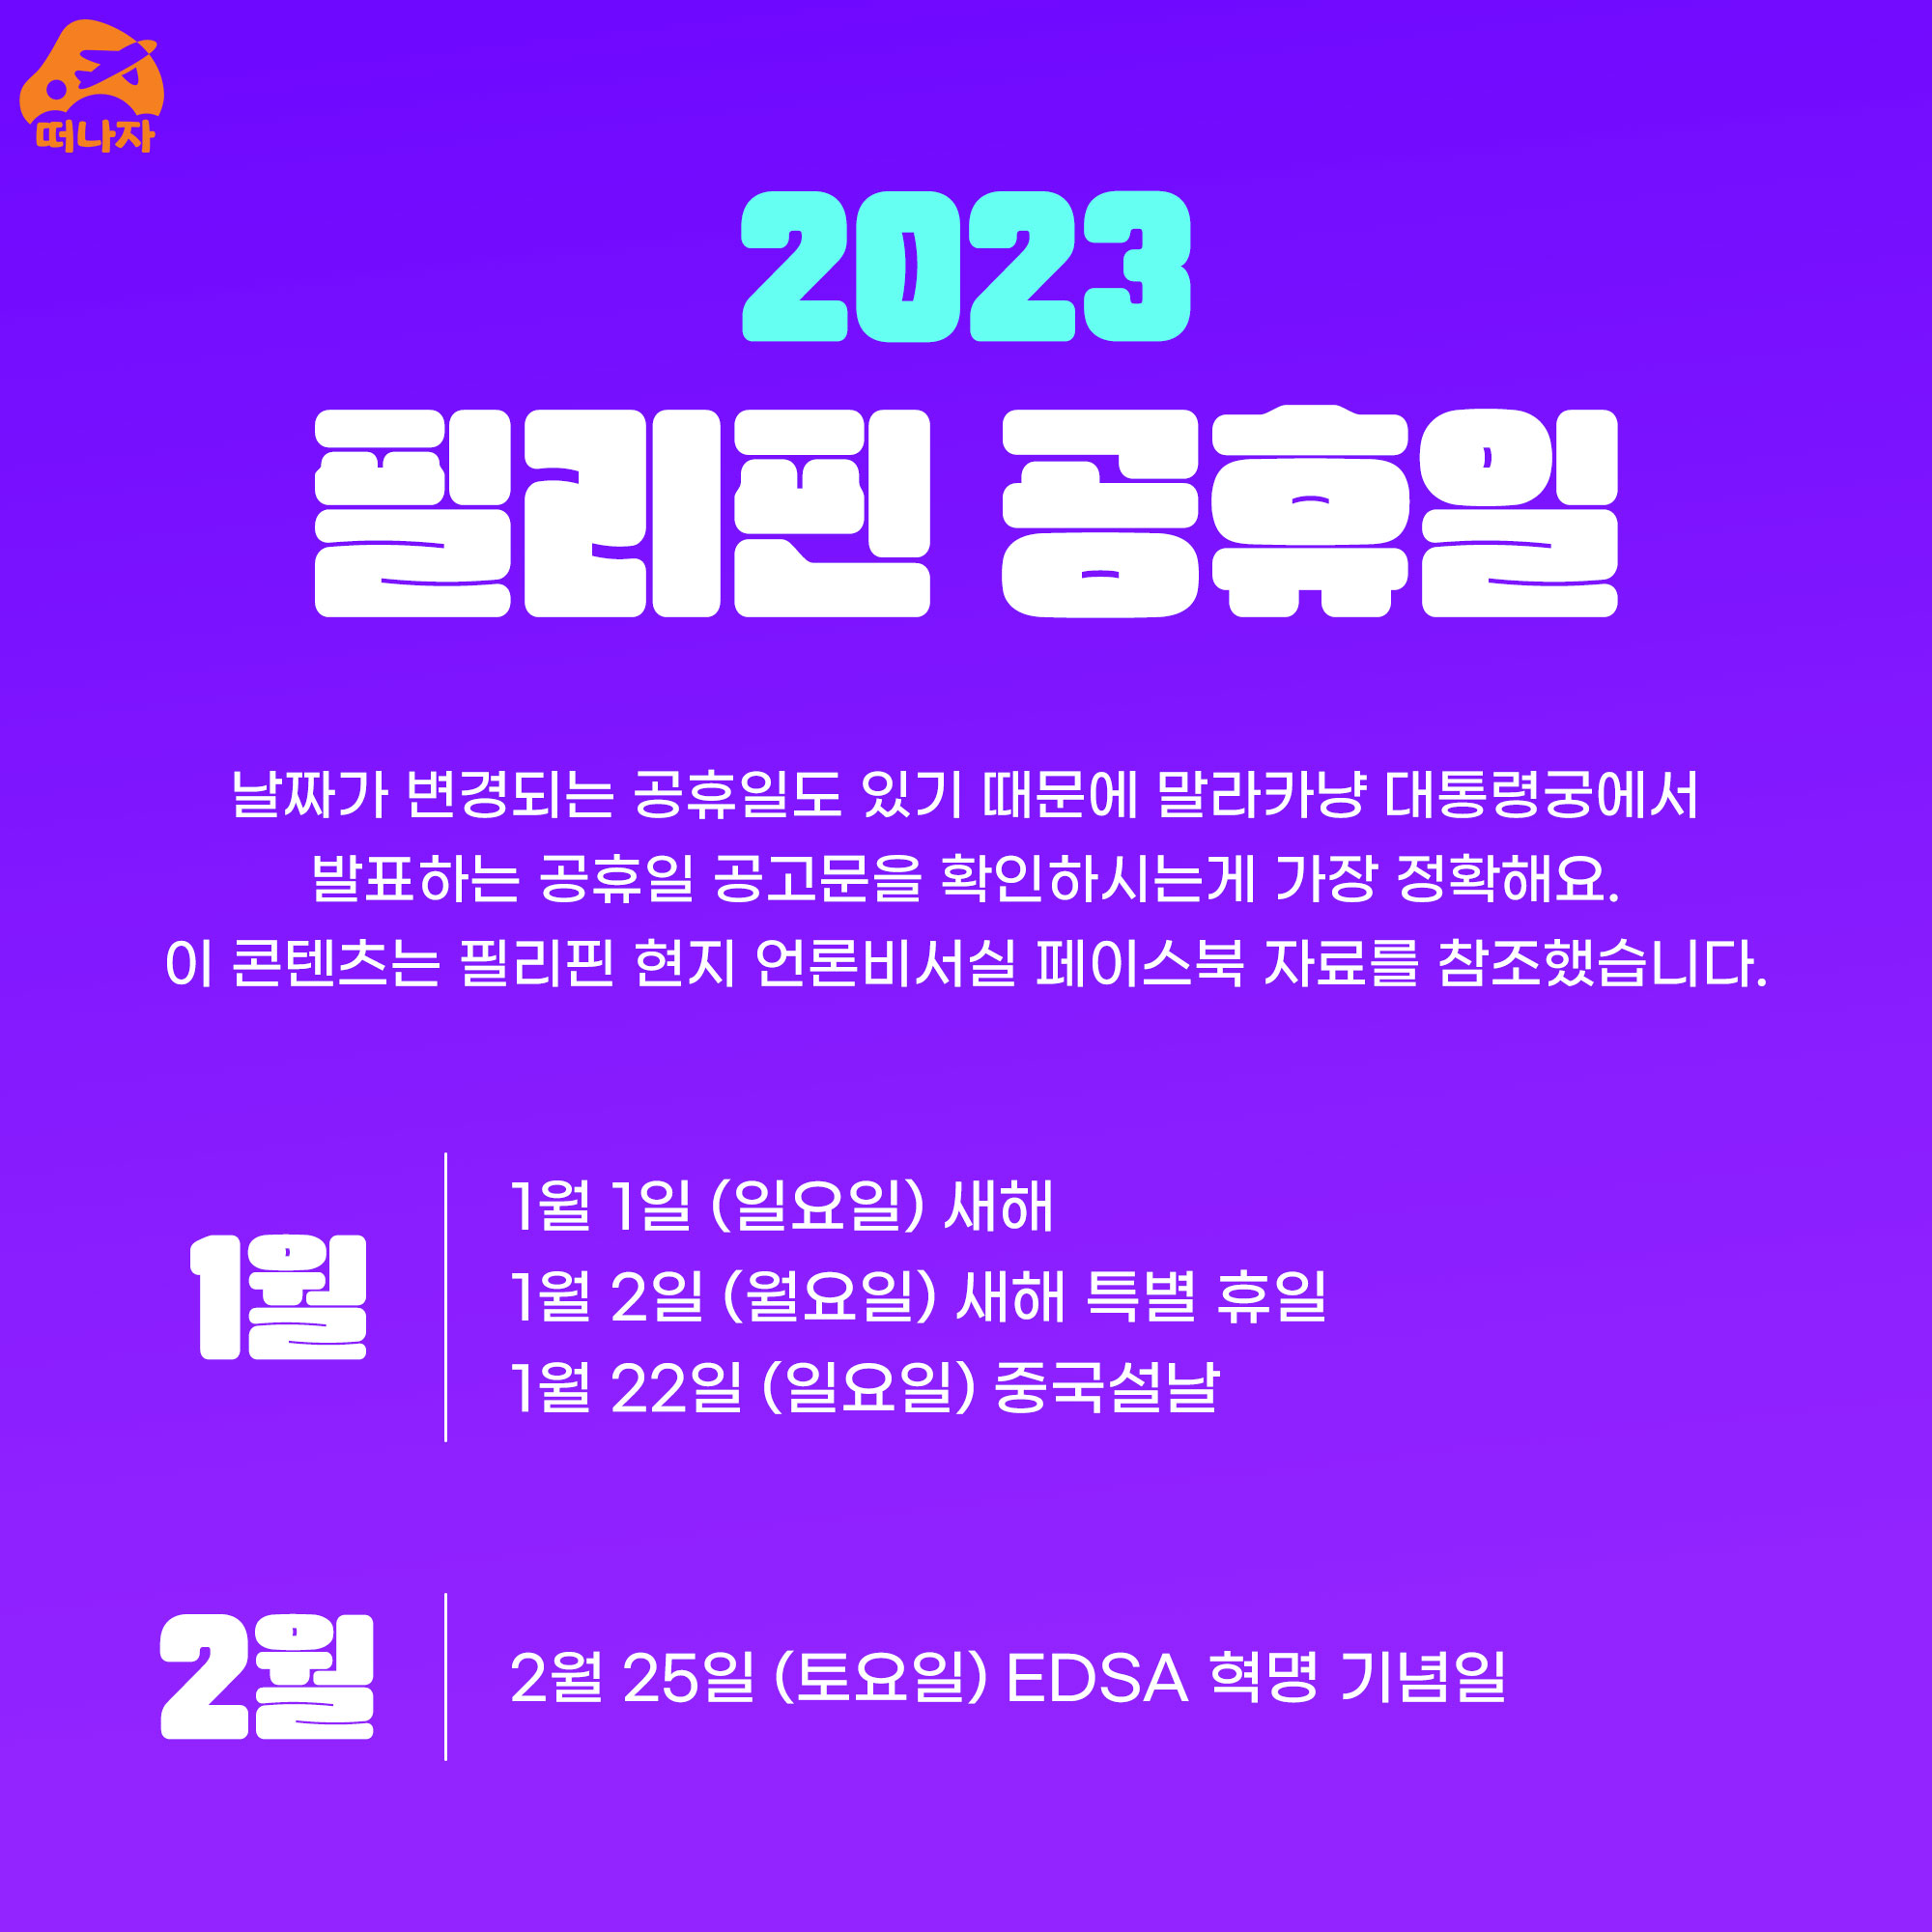 떠나자
2023
필리핀 공휴일
날짜가 변경되는 공휴일도 있기 때문에 말라카냥 대통령궁에서
발표하는 공휴일 공고문을 확인하시는게 가장 정확해요.
이 콘텐츠는 필리핀 현지 언론비서실 페이스북 자료를 참조했습니다.
1월
1월 1일 (일요일) 새해
1월 2일 (월요일) 새해 특별 휴일
1월 22일 (일요일) 중국설날
2월
2월 25일 (토요일) EDSA 혁명 기념일